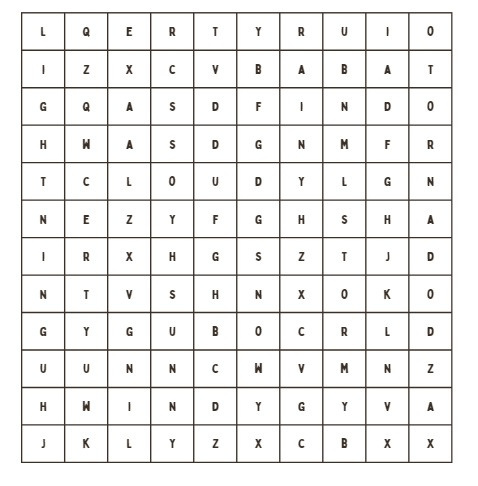 L Q E R T Y R U I O
I Z X C V B A B A T
G Q A S D F I N D O
H W A S D G N M F R
T C L O U D Y L G N
N E Z Y F G H S H A
I R X H G S Z T J D
N T V S H N X O K O
G Y G U B O C R L D
U U N N C W V M N Z
H W I N D Y G Y V A
J K L Y Z X C B X X